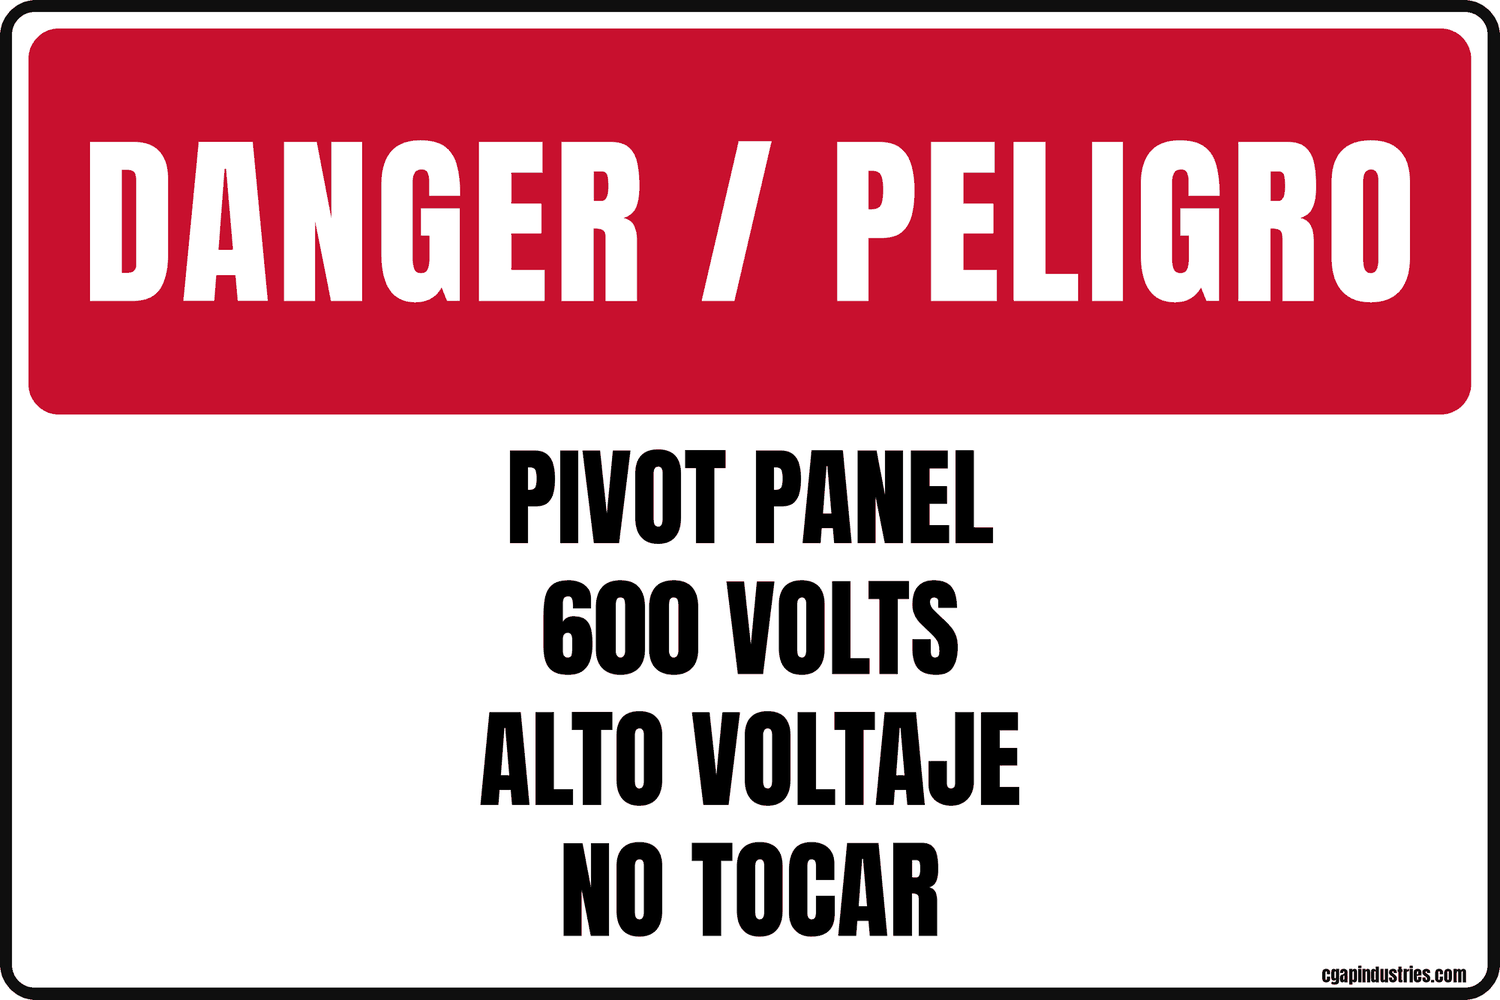 DANGER / PELIGRO
PIVOT PANEL
600 VOLTS
ALTO VOLTAJE
NO TOCAR
cgapindustries.com